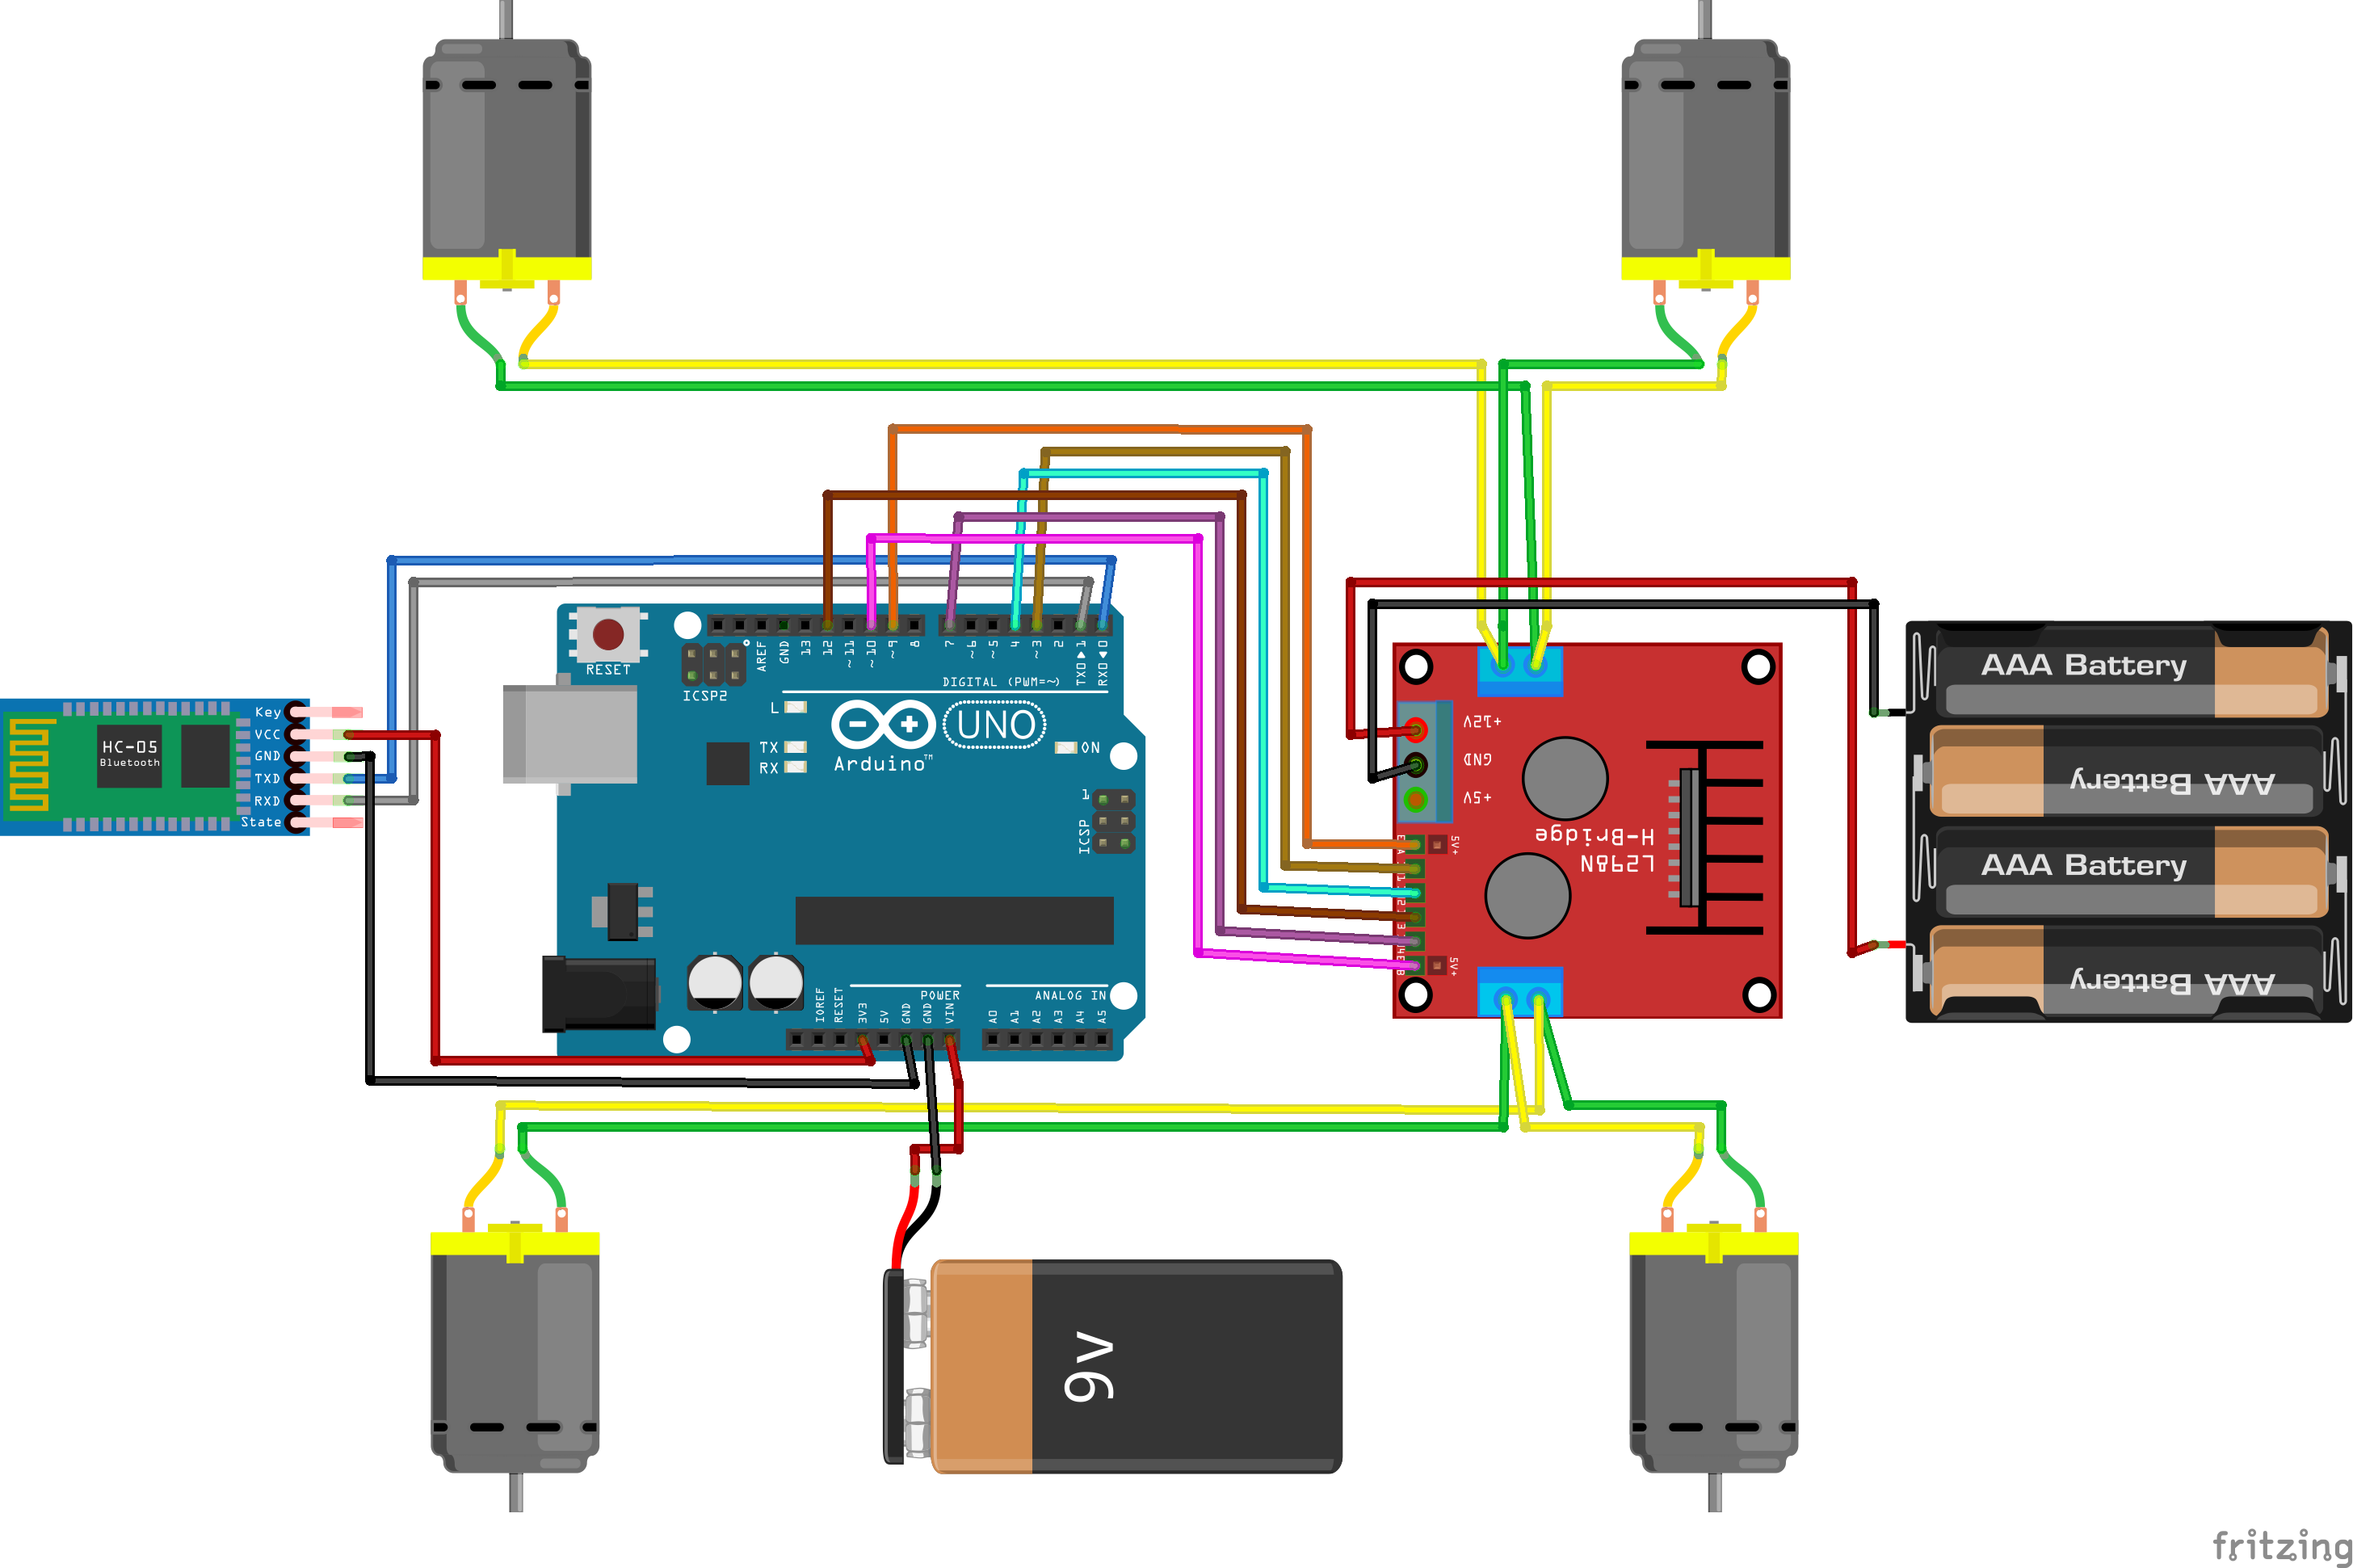 RESET
ICSP2
AREF
GND
13
12
~11
~10
~9
8
7
~6
~5
4
~3
2
TX0▶1
RX0◀0
DIGITAL (PWM=~)
L
TX
RX
UNO
Arduino™
ON
1
ICSP
IOREF
RESET
3V3
5V
GND
GND
VIN
POWER
ANALOG IN
A0
A1
A2
A3
A4
A5
HC-05
Bluetooth
Key
VCC
GND
TXD
RXD
State
+12V
GND
+5V
5V+
5V+
H-Bridge
L298N
AAA Battery
AAA Battery
AAA Battery
AAA Battery
9v
fritzing